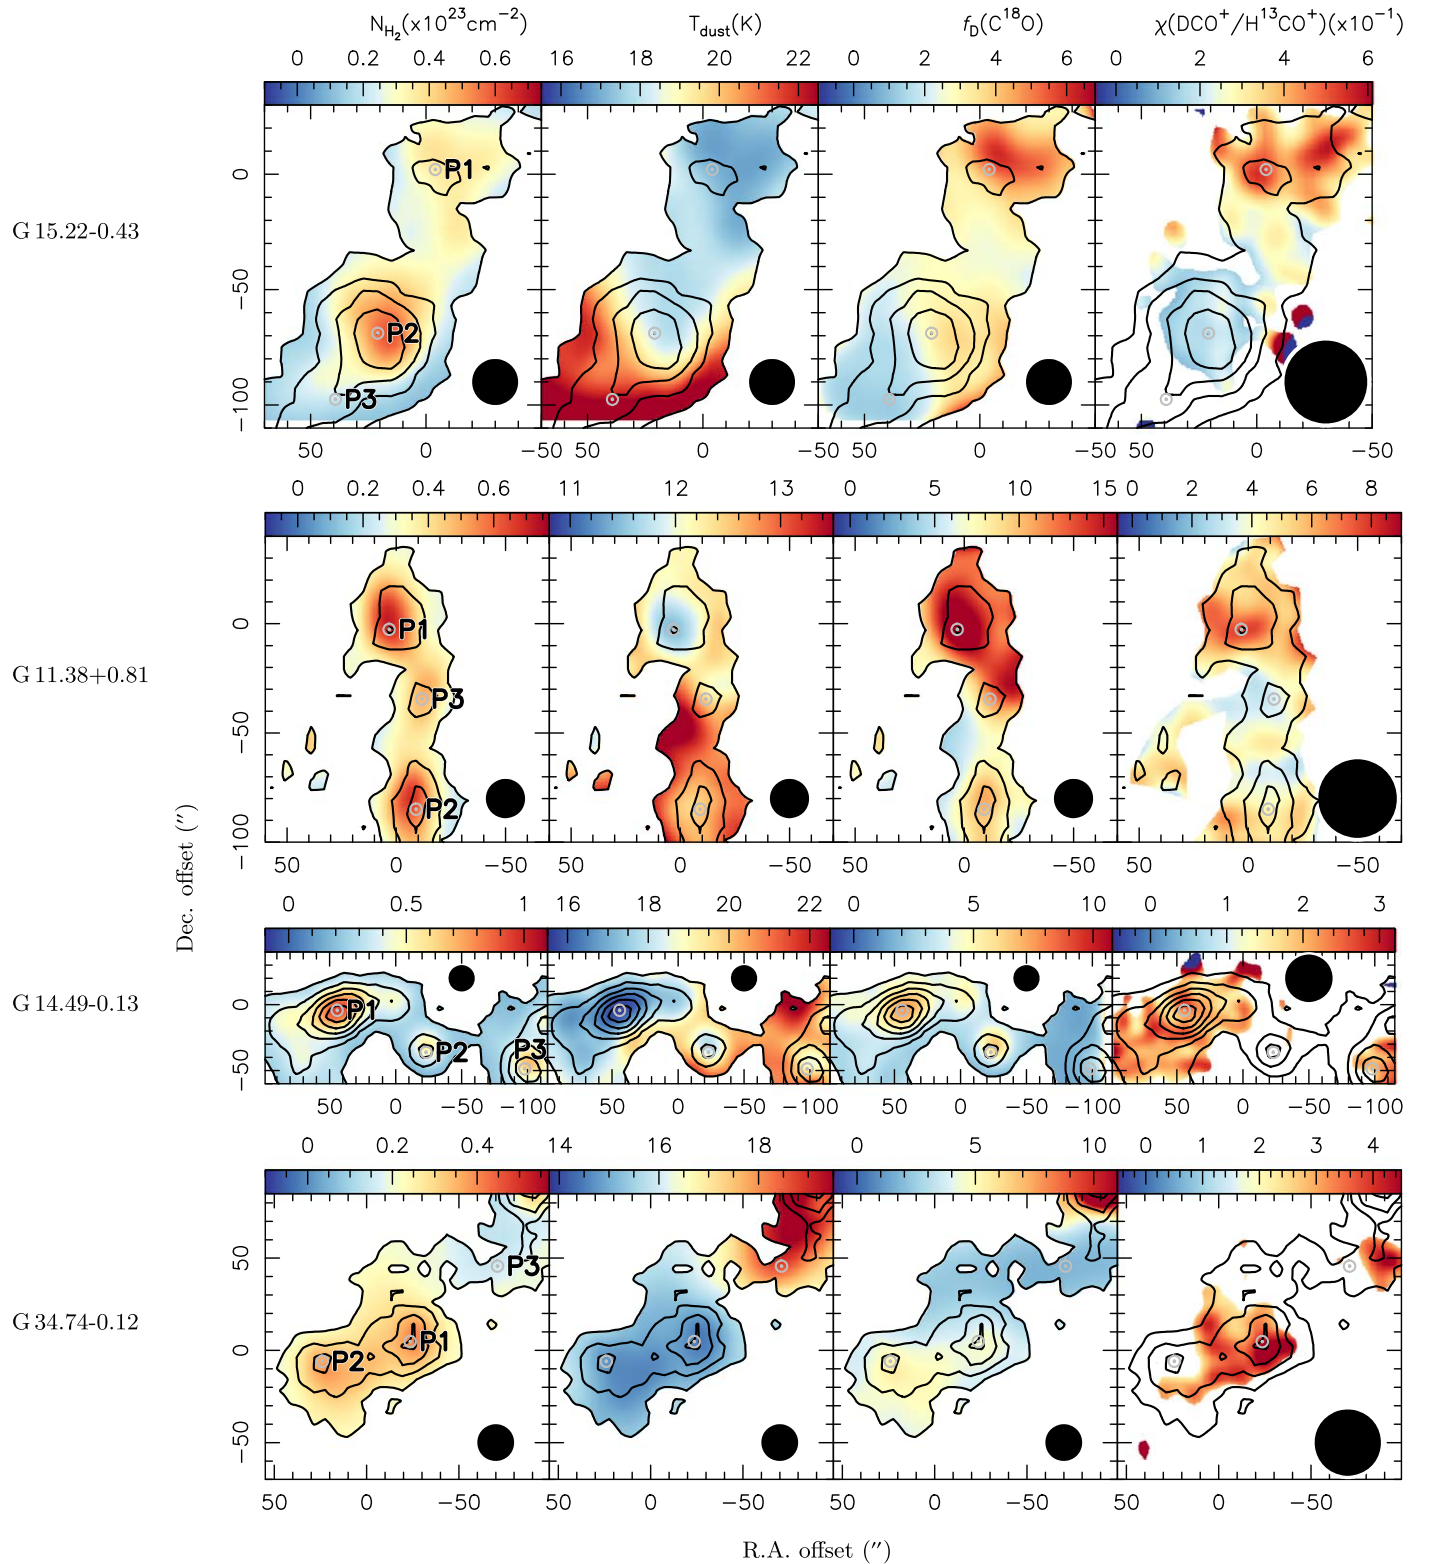 N_H₂(x10²³cm⁻²) T_dust(K) f_D(C¹⁸O) χ(DCO⁺/H¹³CO⁺)(x10⁻¹)
0 0.2 0.4 0.6 16 18 20 22 0 2 4 6 0 2 4 6
G 15.22-0.43
0 −50 −100
P1
P2
P3
50 0 −50 50 0 −50 50 0 −50 50 0 −50
0 0.2 0.4 0.6 11 12 13 0 5 10 15 0 2 4 6 8
G 11.38+0.81
0 −50 −100
P1
P3
P2
50 0 −50 50 0 −50 50 0 −50 50 0 −50
Dec. offset (″)
0 0.5 1 16 18 20 22 0 5 10 0 1 2 3
G 14.49-0.13
0 −50
P1
P2 P3
50 0 −50 −100 50 0 −50 −100 50 0 −50 −100 50 0 −50 −100
0 0.2 0.4 14 16 18 0 5 10 0 1 2 3 4
G 34.74-0.12
50 0 −50
P3
P1
P2
50 0 −50 50 0 −50 50 0 −50 50 0 −50
R.A. offset (″)